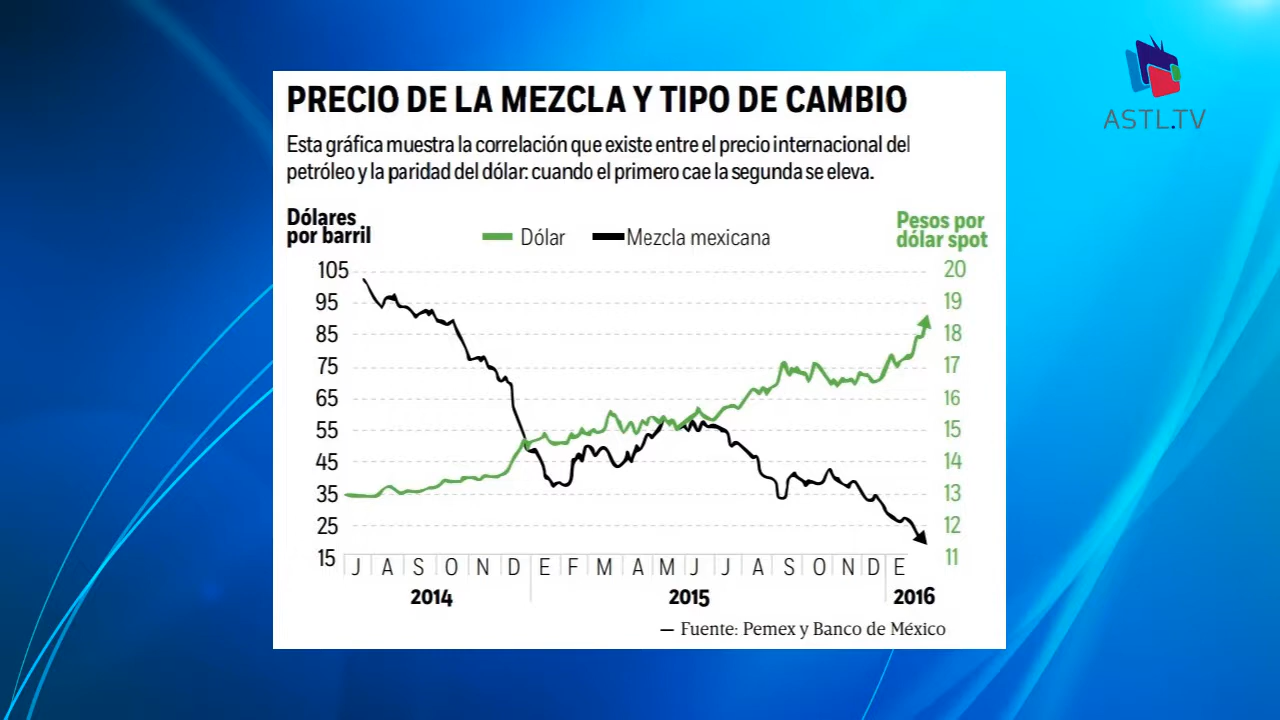 ASTL.TV
PRECIO DE LA MEZCLA Y TIPO DE CAMBIO
Esta gráfica muestra la correlación que existe entre el precio internacional del
petróleo y la paridad del dólar: cuando el primero cae la segunda se eleva.
Dólares
por barril
Dólar
Mezcla mexicana
Pesos por
dólar spot
105 20
95 19
85 18
75 17
65 16
55 15
45 14
35 13
25 12
15 11
J A S O N D E F M A M J J A S O N D E
2014 2015 2016
— Fuente: Pemex y Banco de México